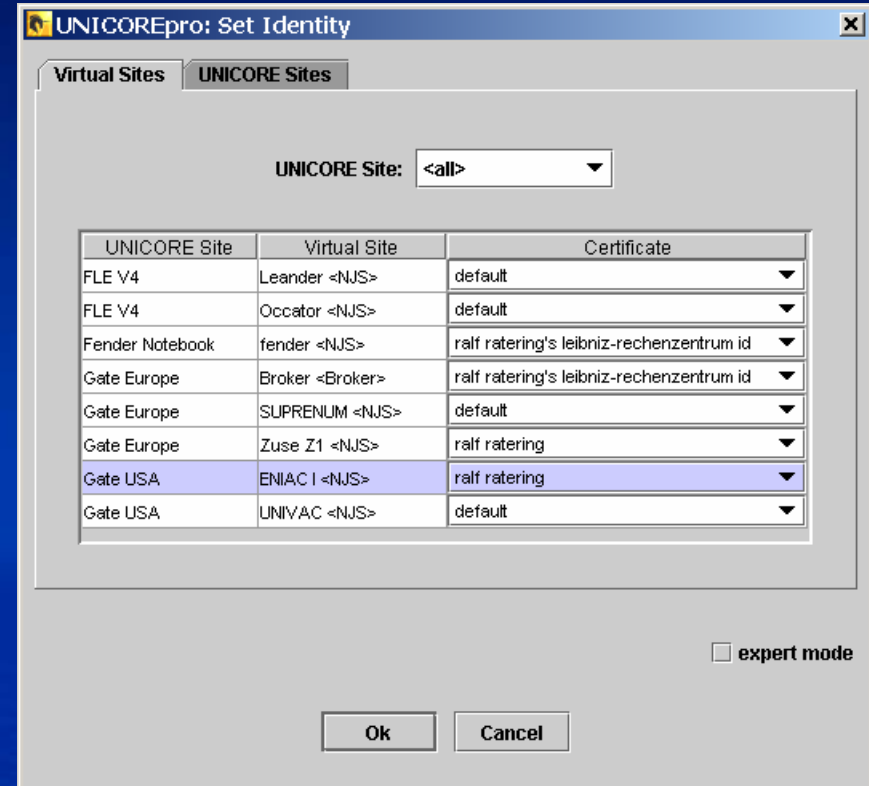 UNICOREpro: Set Identity
Virtual Sites UNICORE Sites
UNICORE Site: <all>
UNICORE Site Virtual Site Certificate
FLE V4 Leander <NJS> default
FLE V4 Occator <NJS> default
Fender Notebook fender <NJS> ralf ratering's leibniz-rechenzentrum id
Gate Europe Broker <Broker> ralf ratering's leibniz-rechenzentrum id
Gate Europe SUPRENUM <NJS> default
Gate Europe Zuse Z1 <NJS> ralf ratering
Gate USA ENIAC I <NJS> ralf ratering
Gate USA UNIVAC <NJS> default
expert mode
Ok Cancel